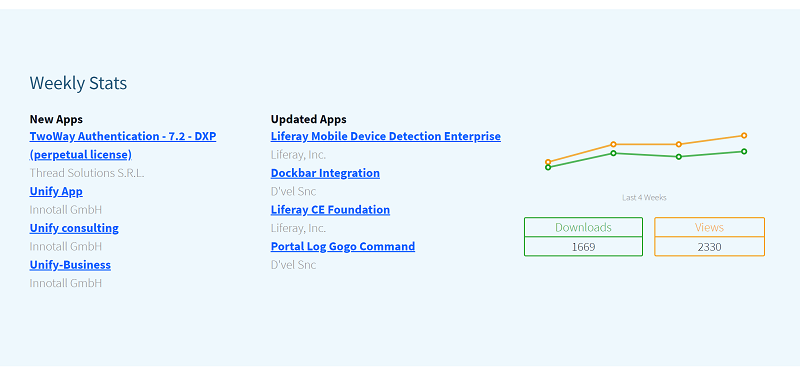 Weekly Stats
New Apps
TwoWay Authentication - 7.2 - DXP
(perpetual license)
Thread Solutions S.R.L.
Unify App
Innotall GmbH
Unify consulting
Innotall GmbH
Unify-Business
Innotall GmbH
Updated Apps
Liferay Mobile Device Detection Enterprise
Liferay, Inc.
Dockbar Integration
D'vel Snc
Liferay CE Foundation
Liferay, Inc.
Portal Log Gogo Command
D'vel Snc
Last 4 Weeks
Downloads
1669
Views
2330